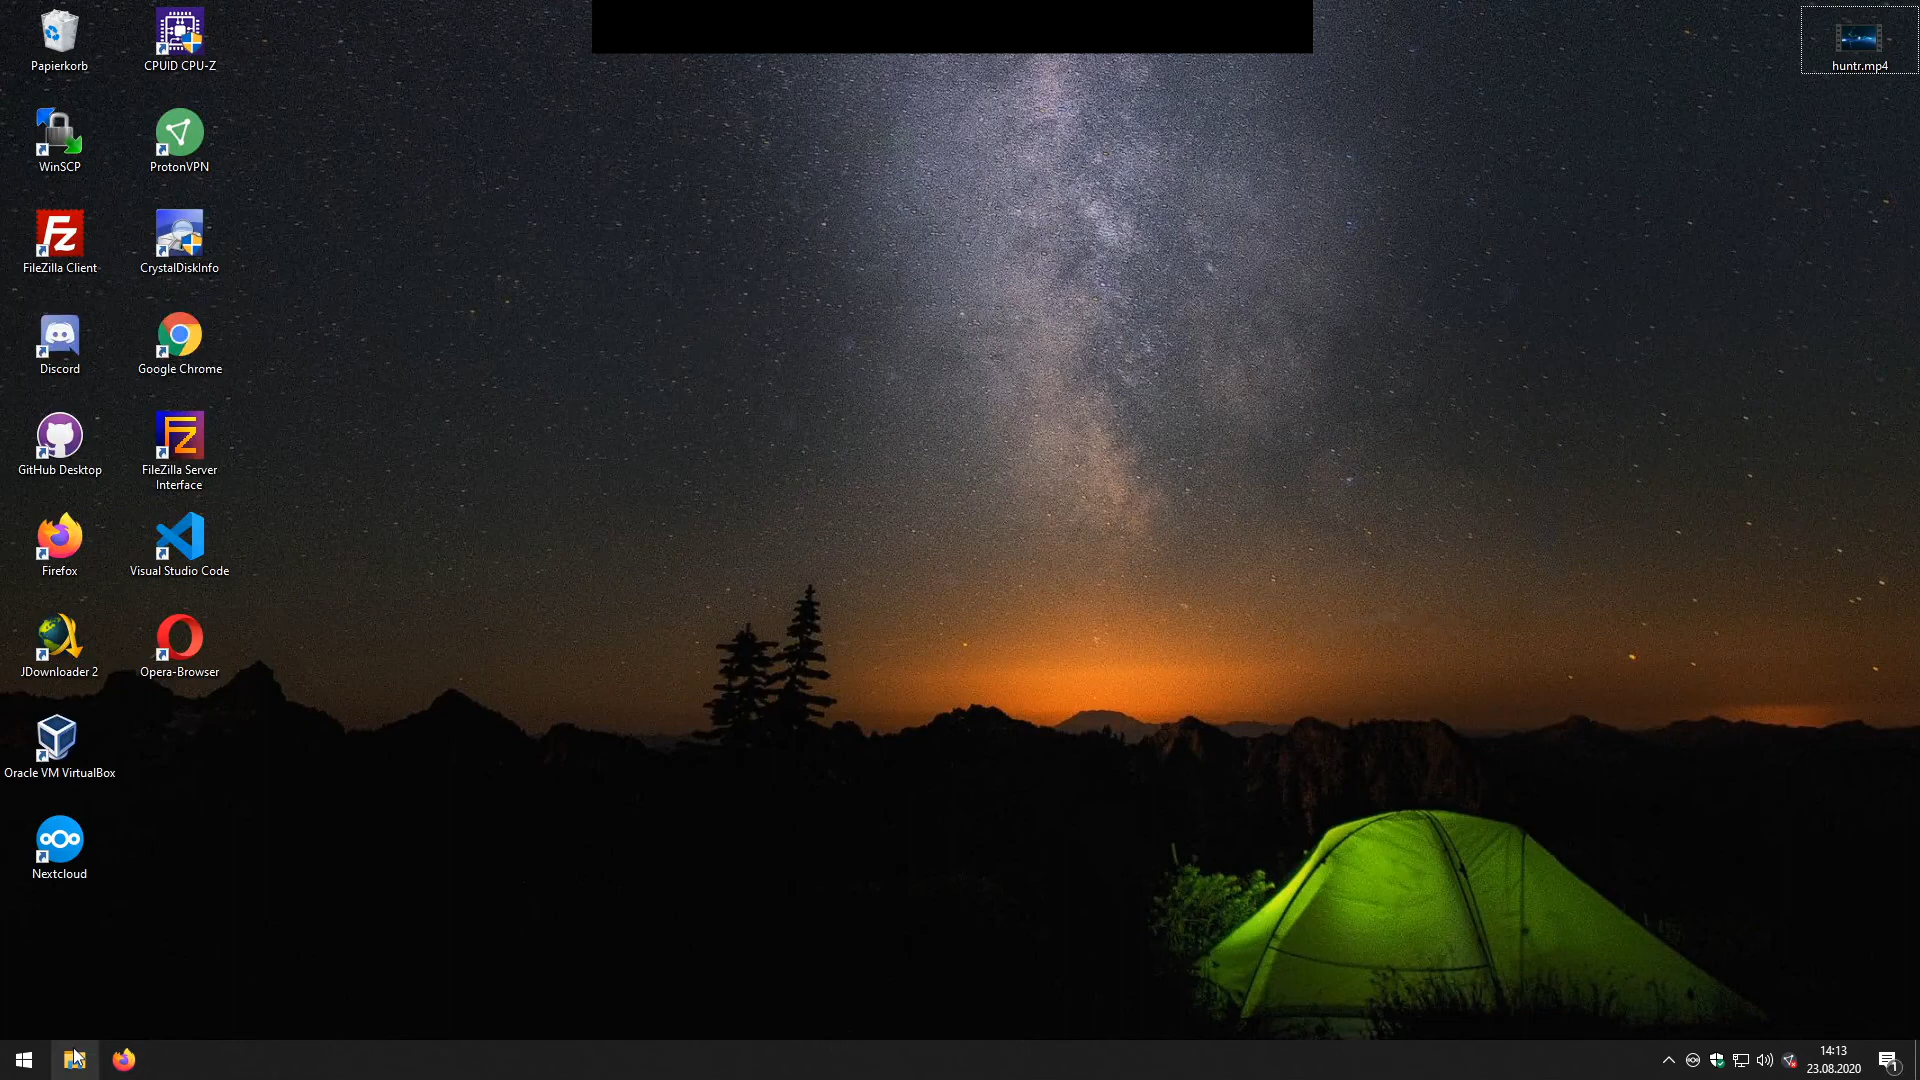 Papierkorb
CPUID CPU-Z
huntr.mp4
WinSCP
ProtonVPN
FileZilla Client
CrystalDiskInfo
Discord
Google Chrome
GitHub Desktop
FileZilla Server
Interface
Firefox
Visual Studio Code
JDownloader 2
Opera-Browser
Oracle VM VirtualBox
Nextcloud
14:13
23.08.2020
1